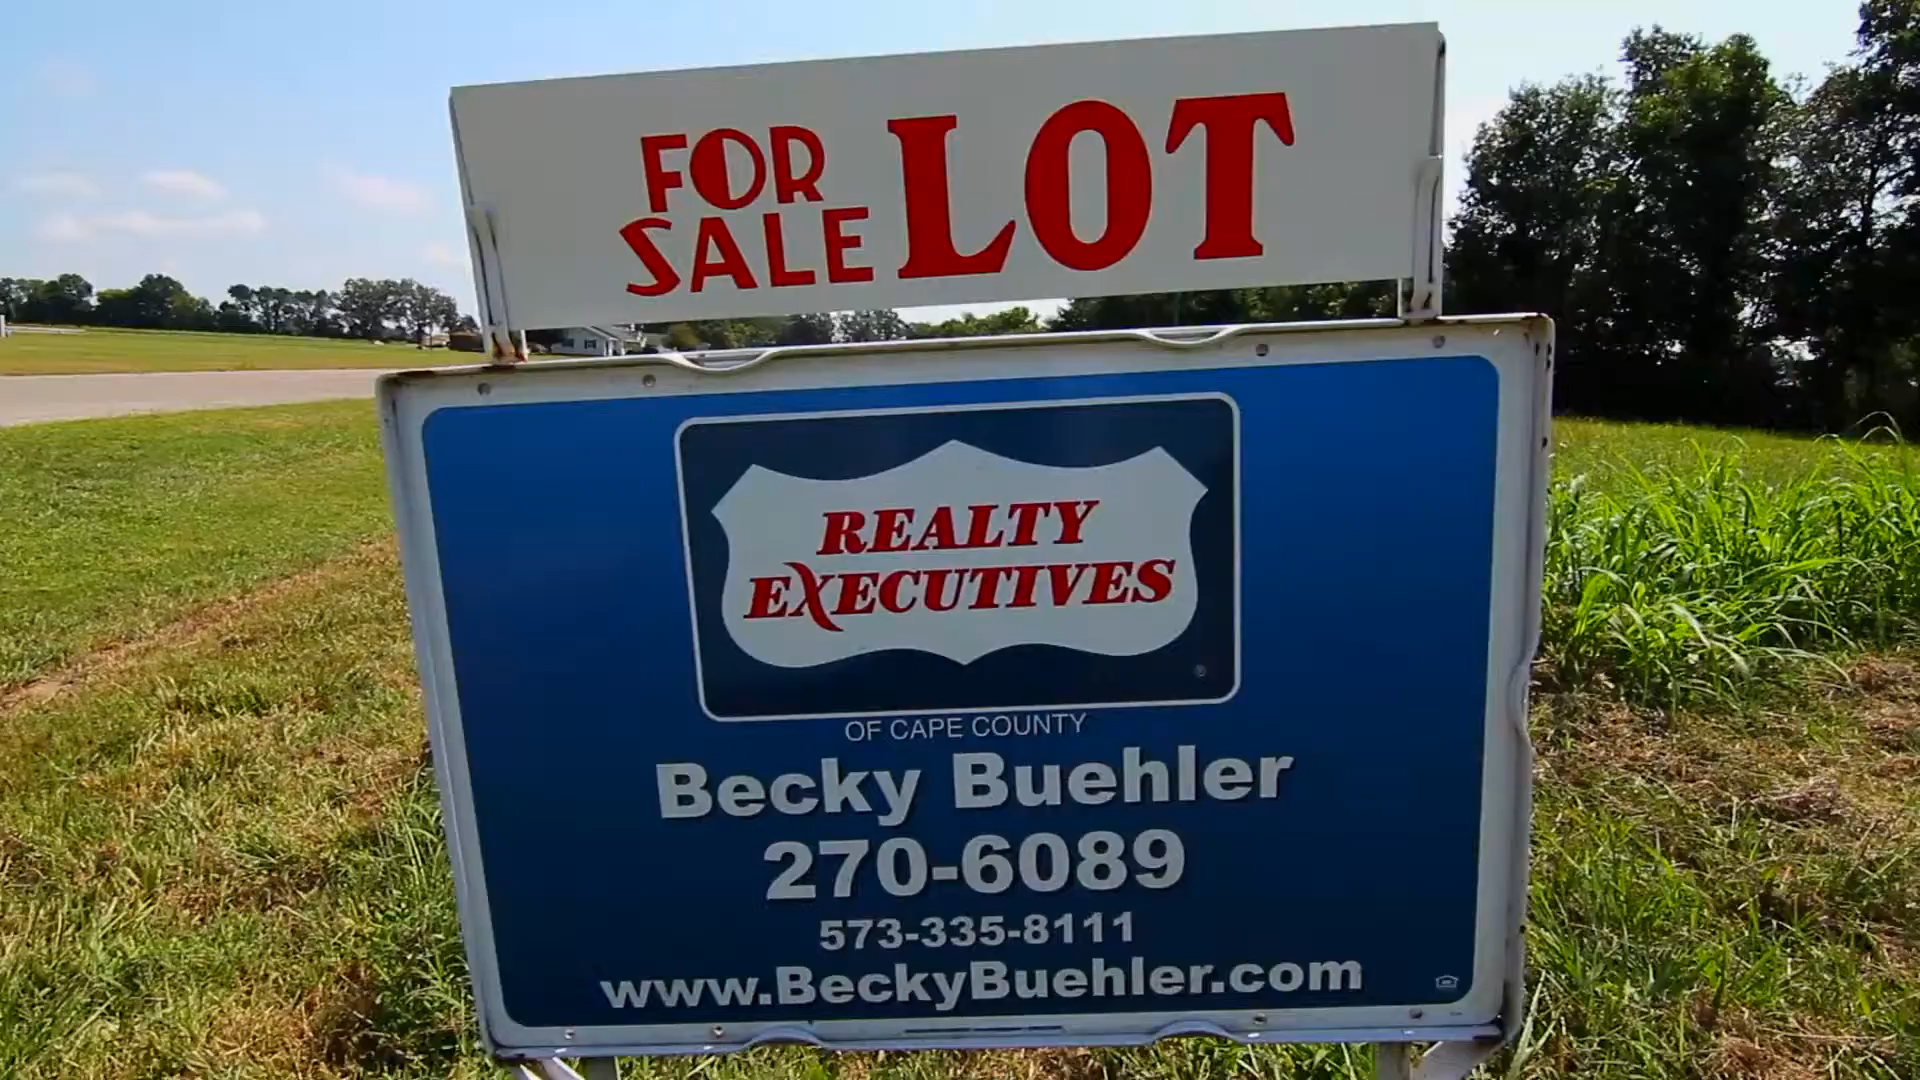 FOR SALE LOT
REALTY
EXECUTIVES
®
OF CAPE COUNTY
Becky Buehler
270-6089
573-335-8111
www.BeckyBuehler.com